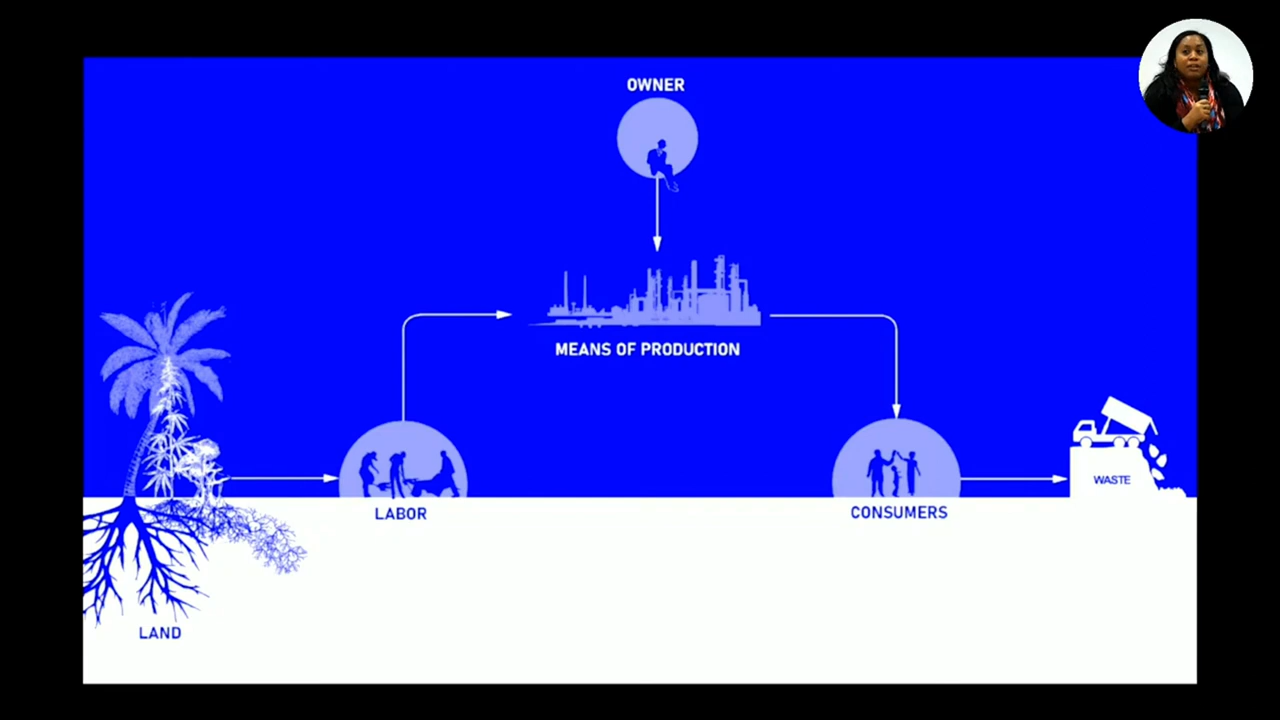 OWNER
MEANS OF PRODUCTION
WASTE
LABOR
CONSUMERS
LAND